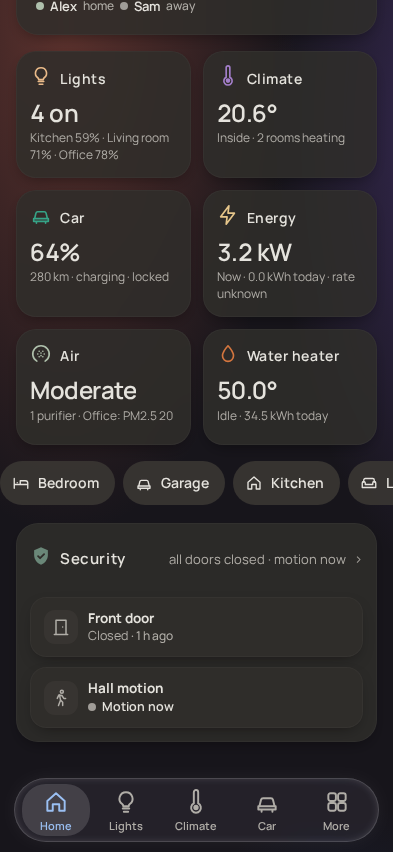 Alex home Sam away
Lights
4 on
Kitchen 59% · Living room
71% · Office 78%
Climate
20.6°
Inside · 2 rooms heating
Car
64%
280 km · charging · locked
Energy
3.2 kW
Now · 0.0 kWh today · rate
unknown
Air
Moderate
1 purifier · Office: PM2.5 20
Water heater
50.0°
Idle · 34.5 kWh today
Bedroom
Garage
Kitchen
L
Security
all doors closed · motion now ›
Front door
Closed · 1 h ago
Hall motion
Motion now
Home
Lights
Climate
Car
More